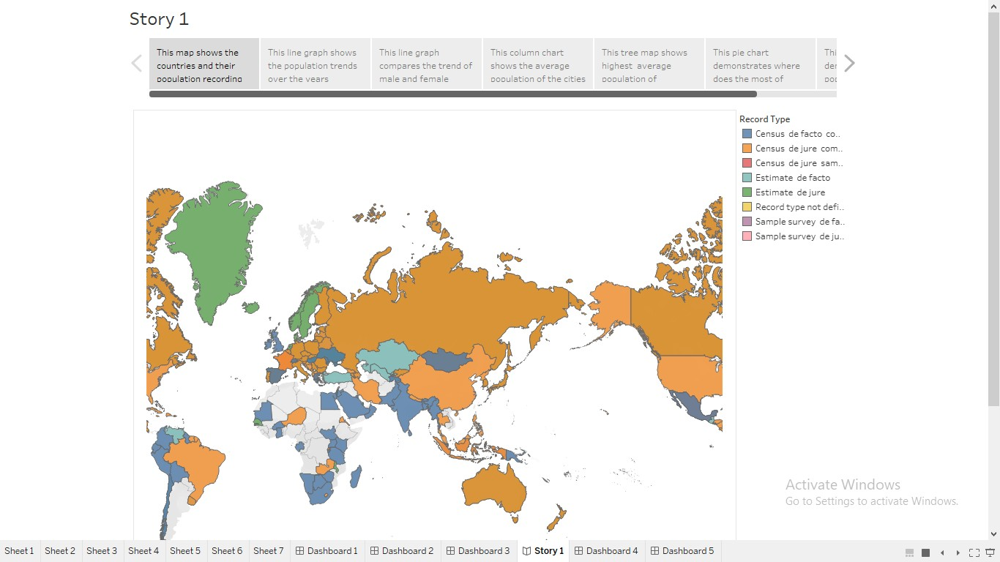 Story 1
This map shows the
countries and their
population recording
This line graph shows
the population trends
over the years
This line graph
compares the trend of
male and female
This column chart
shows the average
population of the cities
This tree map shows
highest average
population of
This pie chart
demonstrates where
does the most of
Thi
der
pop
Record Type
Census de facto co..
Census de jure com..
Census de jure sam..
Estimate de facto
Estimate de jure
Record type not defi..
Sample survey de fa..
Sample survey de ju..
Activate Windows
Go to Settings to activate Windows.
Sheet 1 Sheet 2 Sheet 3 Sheet 4 Sheet 5 Sheet 6 Sheet 7 Dashboard 1 Dashboard 2 Dashboard 3 Story 1 Dashboard 4 Dashboard 5